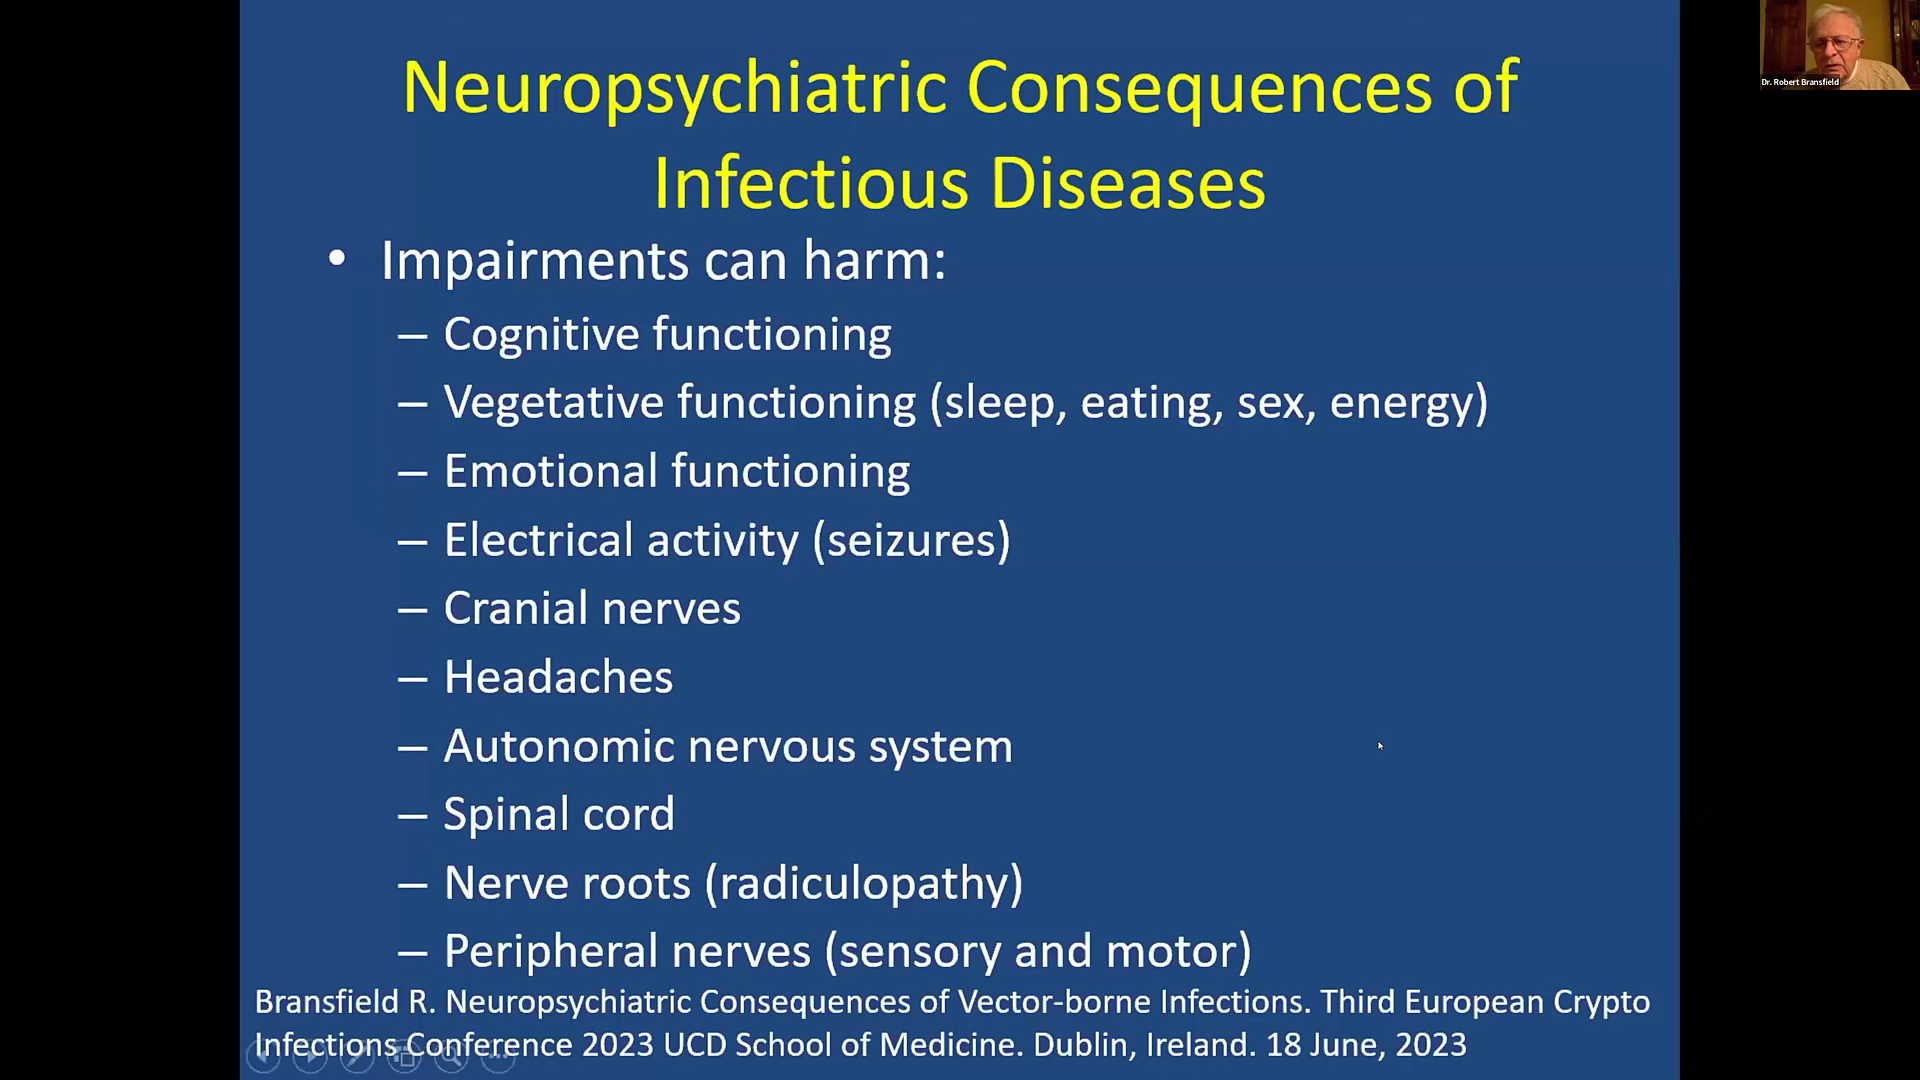 Neuropsychiatric Consequences of
Infectious Diseases
• Impairments can harm:
– Cognitive functioning
– Vegetative functioning (sleep, eating, sex, energy)
– Emotional functioning
– Electrical activity (seizures)
– Cranial nerves
– Headaches
– Autonomic nervous system
– Spinal cord
– Nerve roots (radiculopathy)
– Peripheral nerves (sensory and motor)
Bransfield R. Neuropsychiatric Consequences of Vector-borne Infections. Third European Crypto
Infections Conference 2023 UCD School of Medicine. Dublin, Ireland. 18 June, 2023
Dr. Robert Bransfield